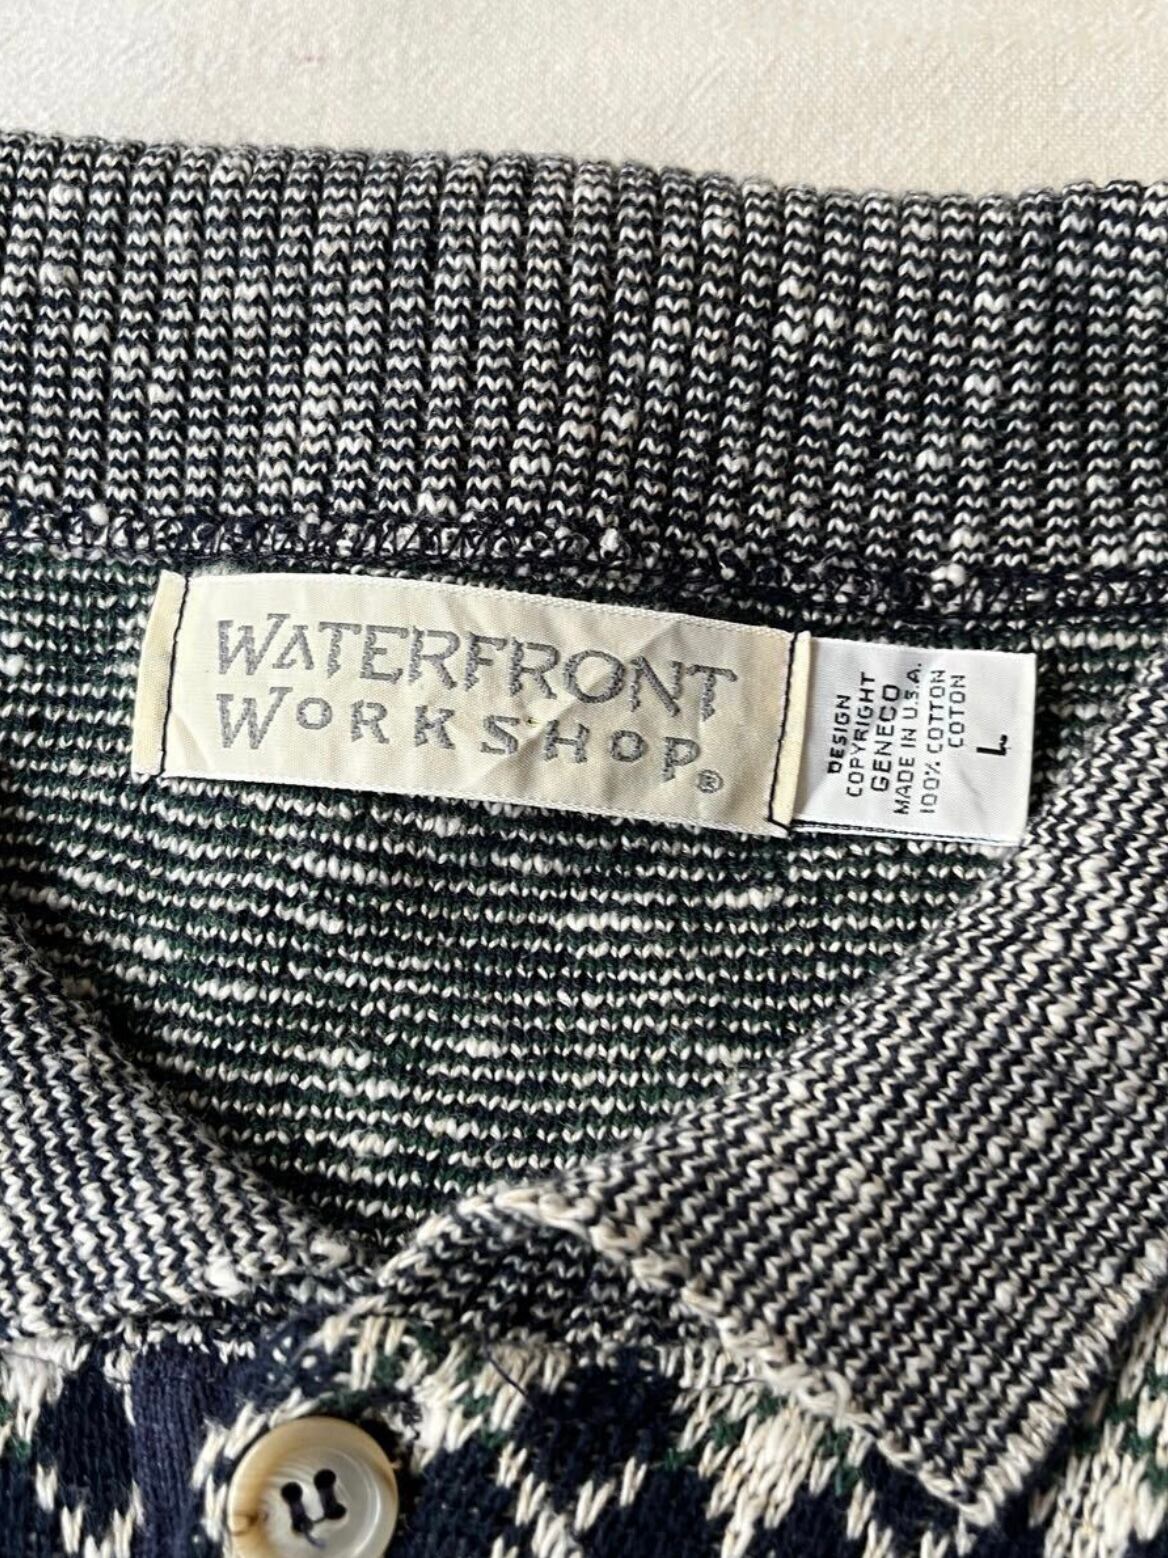 WATERFRONT
WORKSHOP®
DESIGN
COPYRIGHT
GENECO
MADE IN U.S.A.
100% COTTON
COTON
L